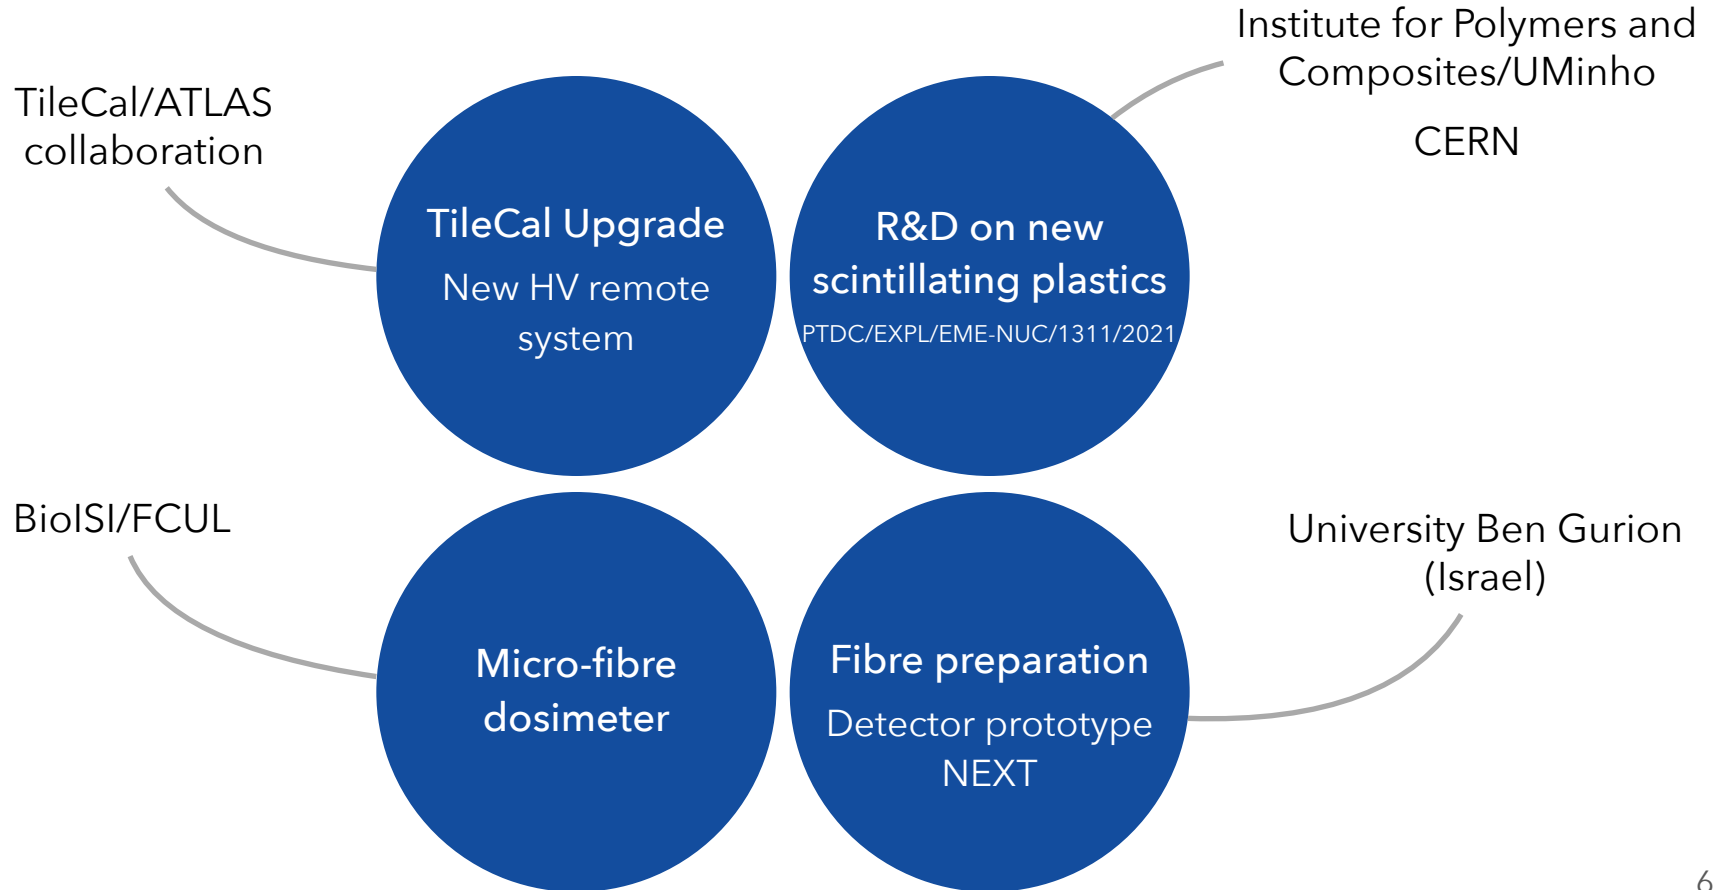 TileCal/ATLAS
collaboration
TileCal Upgrade
New HV remote
system
Institute for Polymers and
Composites/UMinho
CERN
R&D on new
scintillating plastics
PTDC/EXPL/EME-NUC/1311/2021
BioISI/FCUL
Micro-fibre
dosimeter
University Ben Gurion
(Israel)
Fibre preparation
Detector prototype
NEXT
6